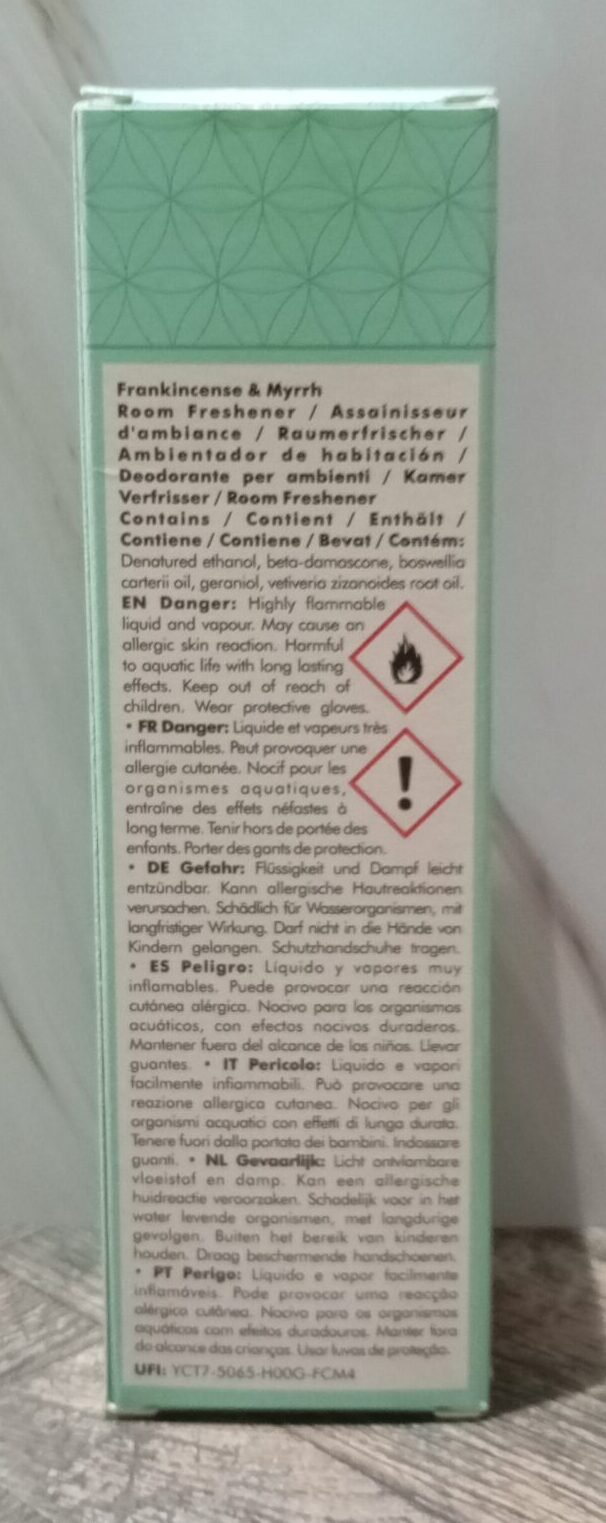 Frankincense & Myrrh
Room Freshener / Assainisseur
d'ambiance / Raumerfrischer /
Ambientador de habitación /
Deodorante per ambienti / Kamer
Verfrisser / Room Freshener
Contains / Contient / Enthält /
Contiene / Contiene / Bevat / Contém:
Denatured ethanol, beta-damascone, boswellia
carterii oil, geraniol, vetiveria zizanoides root oil.
EN Danger: Highly flammable
liquid and vapour. May cause an
allergic skin reaction. Harmful
to aquatic life with long lasting
effects. Keep out of reach of
children. Wear protective gloves.
• FR Danger: Liquide et vapeurs très
inflammables. Peut provoquer une
allergie cutanée. Nocif pour les
organismes aquatiques,
entraîne des effets néfastes à
long terme. Tenir hors de portée des
enfants. Porter des gants de protection.
• DE Gefahr: Flüssigkeit und Dampf leicht
entzündbar. Kann allergische Hautreaktionen
verursachen. Schädlich für Wasserorganismen, mit
langfristiger Wirkung. Darf nicht in die Hände von
Kindern gelangen. Schutzhandschuhe tragen.
• ES Peligro: Líquido y vapores muy
inflamables. Puede provocar una reacción
cutánea alérgica. Nocivo para los organismos
acuáticos, con efectos nocivos duraderos.
Mantener fuera del alcance de los niños. Llevar
guantes. • IT Pericolo: Liquido e vapori
facilmente infiammabili. Può provocare una
reazione allergica cutanea. Nocivo per gli
organismi acquatici con effetti di lunga durata.
Tenere fuori dalla portata dei bambini. Indossare
guanti. • NL Gevaarlijk: Licht ontvlambare
vloeistof en damp. Kan een allergische
huidreactie veroorzaken. Schadelijk voor in het
water levende organismen, met langdurige
gevolgen. Buiten het bereik van kinderen
houden. Draag beschermende handschoenen.
• PT Perigo: Líquido e vapor facilmente
inflamáveis. Pode provocar uma reacção
alérgica cutânea. Nocivo para os organismos
aquáticos com efeitos duradouros. Manter fora
do alcance das crianças. Usar luvas de proteção.
UFI: YCT7-5065-H00G-FCM4